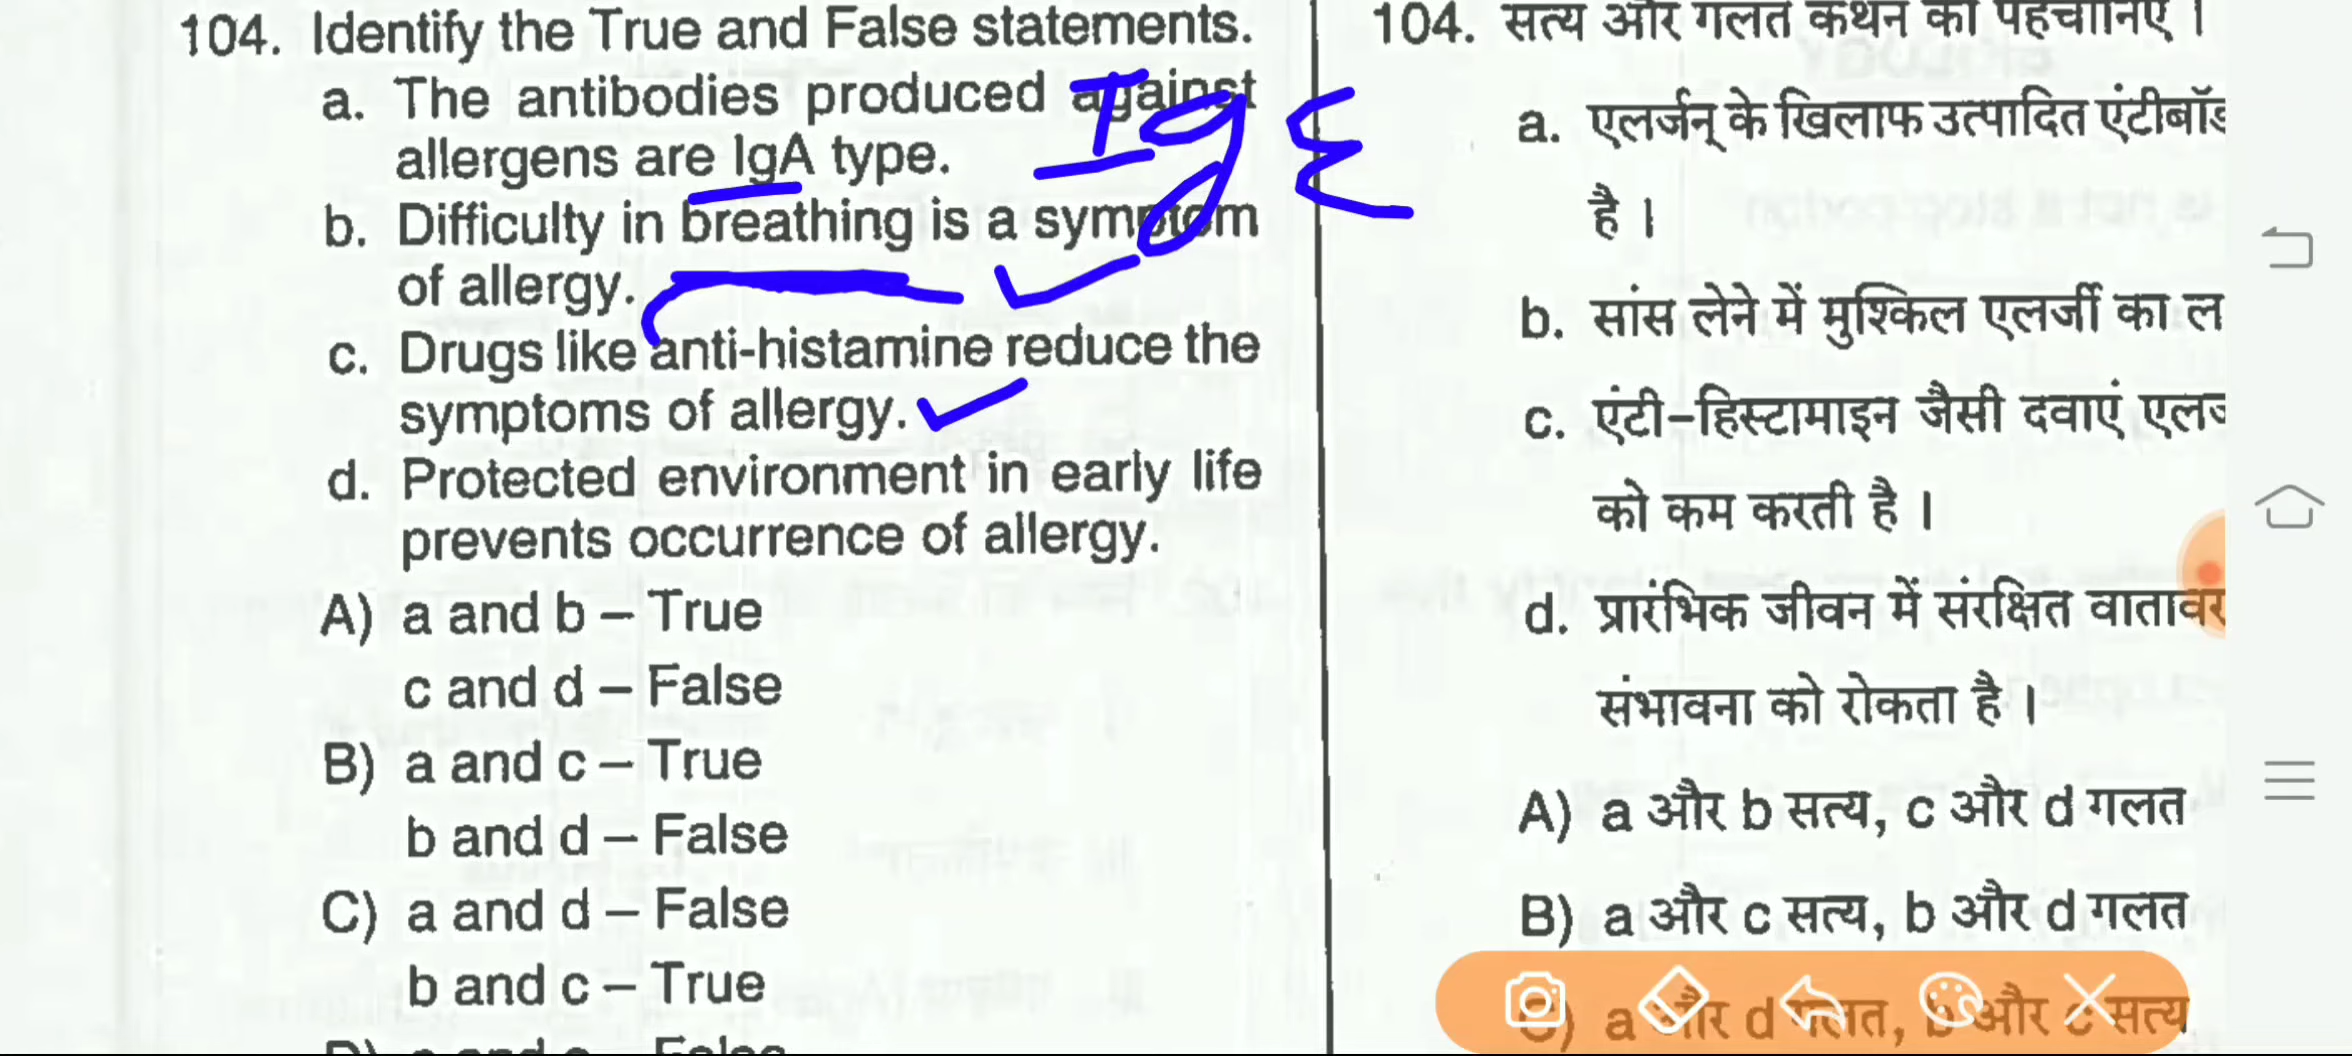 104. Identify the True and False statements.
a. The antibodies produced against
allergens are IgA type.
IgE
b. Difficulty in breathing is a symptom
of allergy.
c. Drugs like anti-histamine reduce the
symptoms of allergy.
d. Protected environment in early life
prevents occurrence of allergy.
A) a and b – True
c and d – False
B) a and c – True
b and d – False
C) a and d – False
b and c – True
104. सत्य और गलत कथन को पहचानिए ।
a. एलर्जन् के खिलाफ उत्पादित
है ।
b. सांस लेने में मुश्किल एलर्जी का
c. एंटी-हिस्टामाइन जैसी दवाएं
को कम करती है ।
d. प्रारंभिक जीवन में संरक्षित
संभावना को रोकता है ।
A) a और b सत्य, c और d गलत
B) a और c सत्य, b और d गलत
C) a और d गलत, b और c सत्य